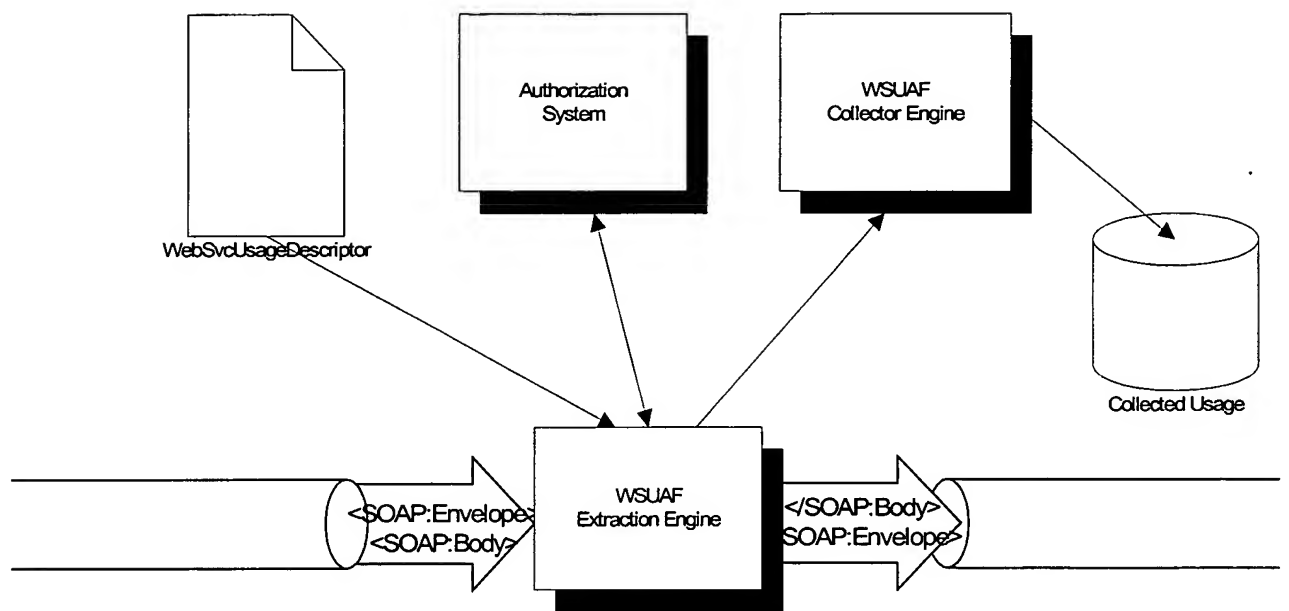 Authorization
System
WSUAF
Collector Engine
WebSvcUsageDescriptor
Collected Usage
<SOAP:Envelope>
<SOAP:Body>
WSUAF
Extraction Engine
</SOAP:Body>
SOAP:Envelope>